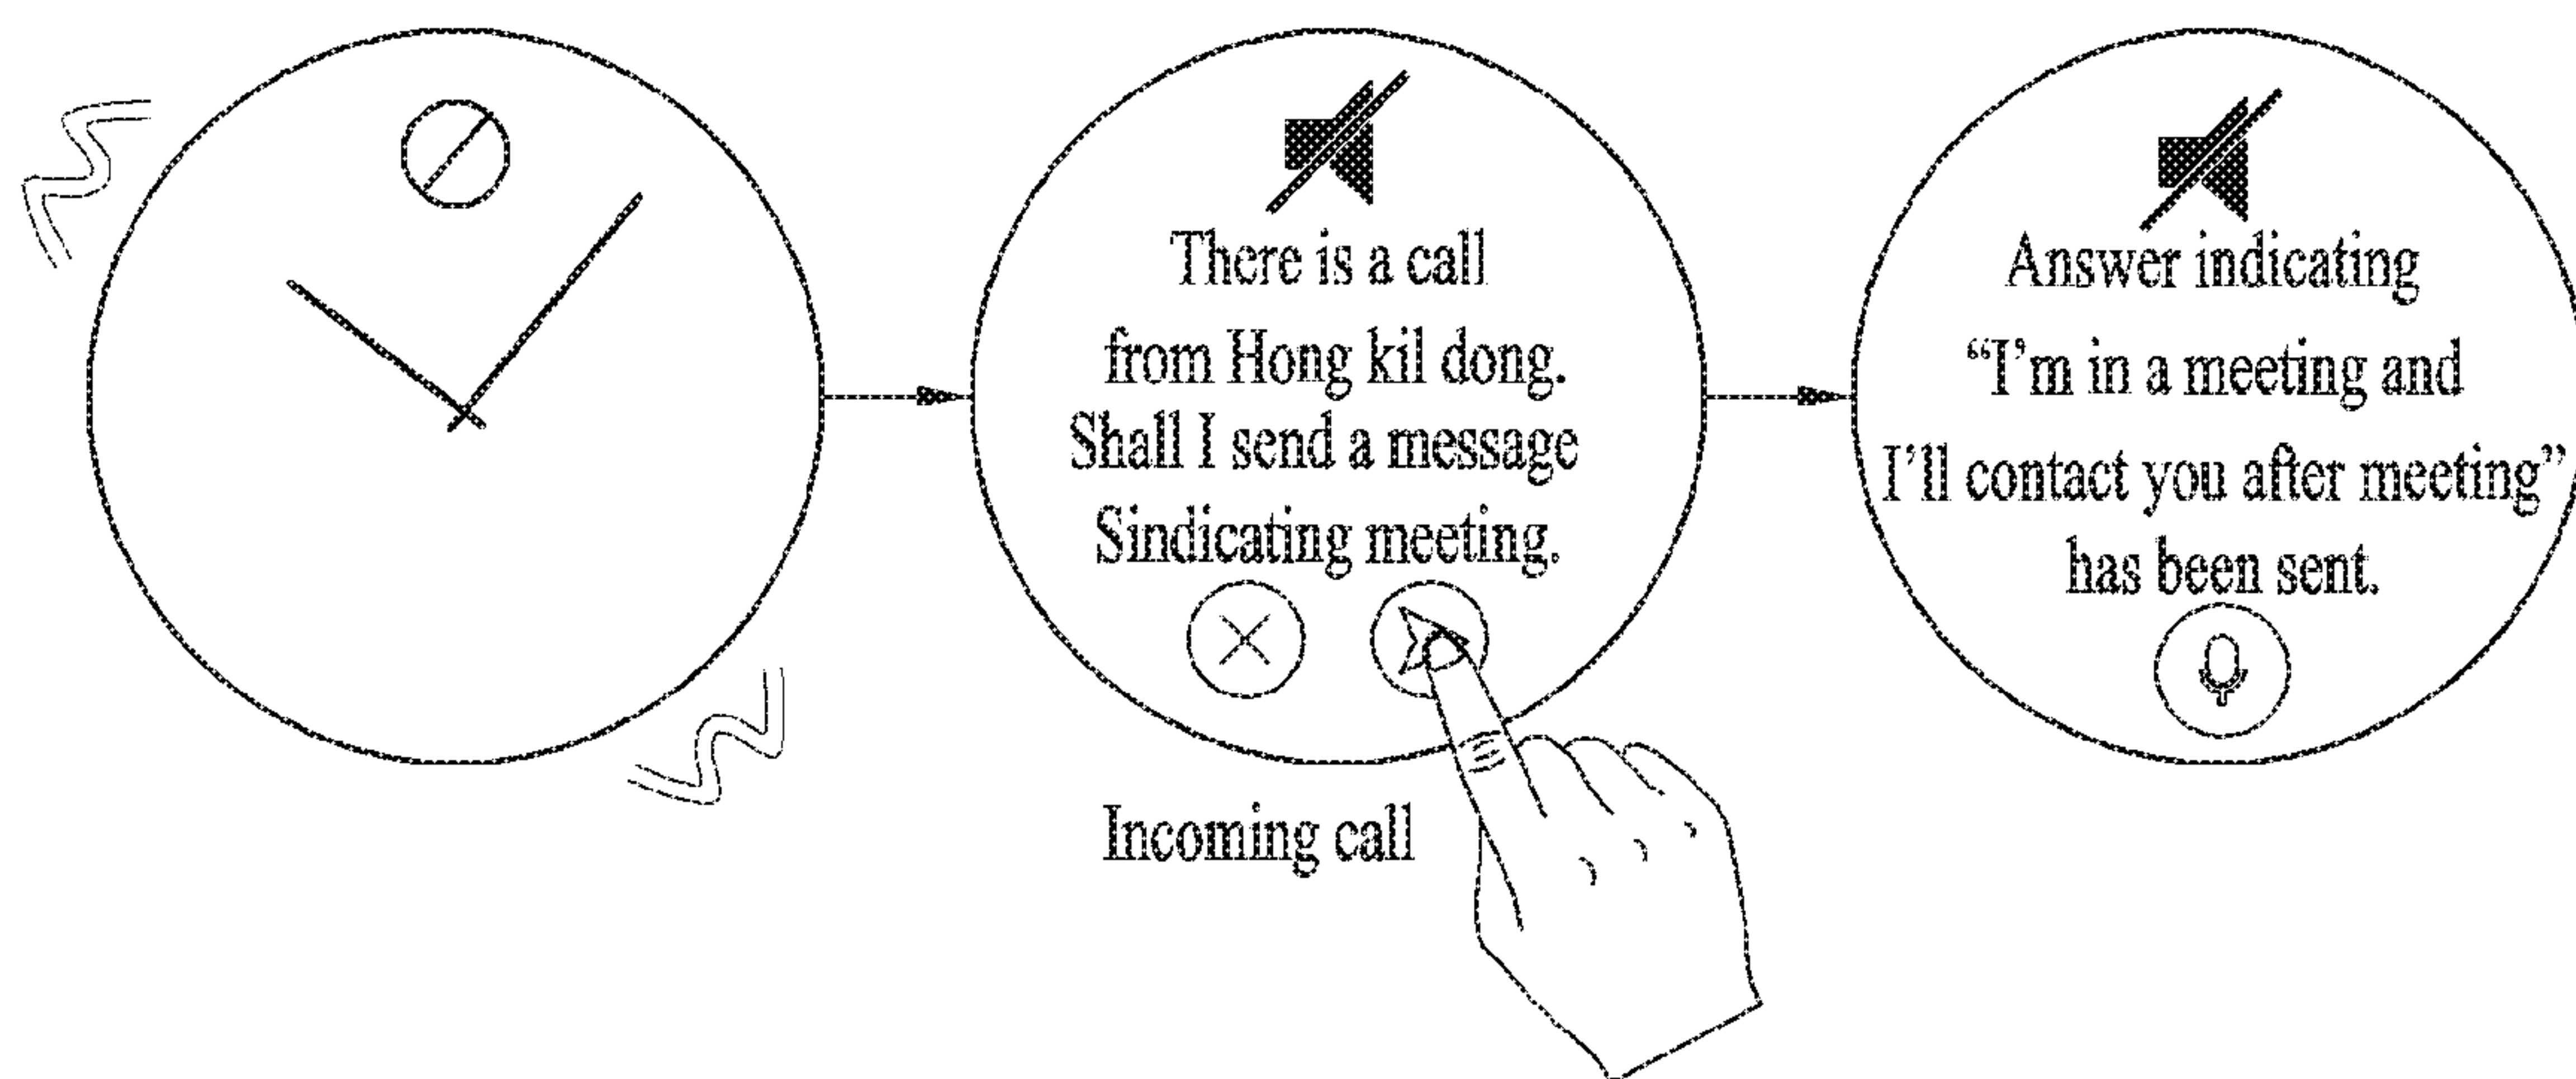 There is a call
from Hong kil dong.
Shall I send a message
Sindicating meeting.
Incoming call
Answer indicating
“I’m in a meeting and
I’ll contact you after meeting”
has been sent.